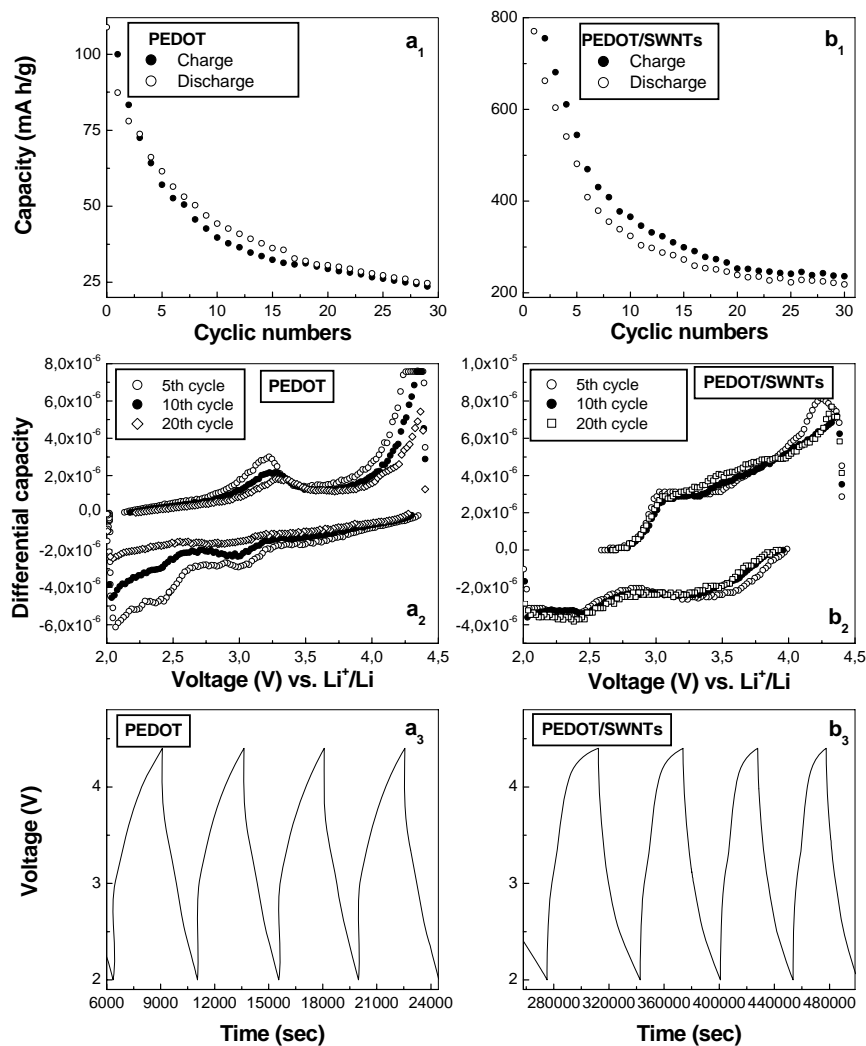 PEDOT
Charge
Discharge
a1
100
75
50
25
0 5 10 15 20 25 30
Capacity (mA h/g)
Cyclic numbers
PEDOT/SWNTs
Charge
Discharge
b1
800
600
400
200
0 5 10 15 20 25 30
Cyclic numbers
8,0x10-6
6,0x10-6
4,0x10-6
2,0x10-6
0,0
-2,0x10-6
-4,0x10-6
-6,0x10-6
5th cycle
10th cycle
20th cycle
PEDOT
a2
2,0 2,5 3,0 3,5 4,0 4,5
Differential capacity
Voltage (V) vs. Li+/Li
1,0x10-5
8,0x10-6
6,0x10-6
4,0x10-6
2,0x10-6
0,0
-2,0x10-6
-4,0x10-6
5th cycle
10th cycle
20th cycle
PEDOT/SWNTs
b2
2,0 2,5 3,0 3,5 4,0 4,5
Voltage (V) vs. Li+/Li
PEDOT
a3
4
3
2
6000 9000 12000 15000 18000 21000 24000
Voltage (V)
Time (sec)
PEDOT/SWNTs
b3
4
3
2
280000 320000 360000 400000 440000 480000
Time (sec)